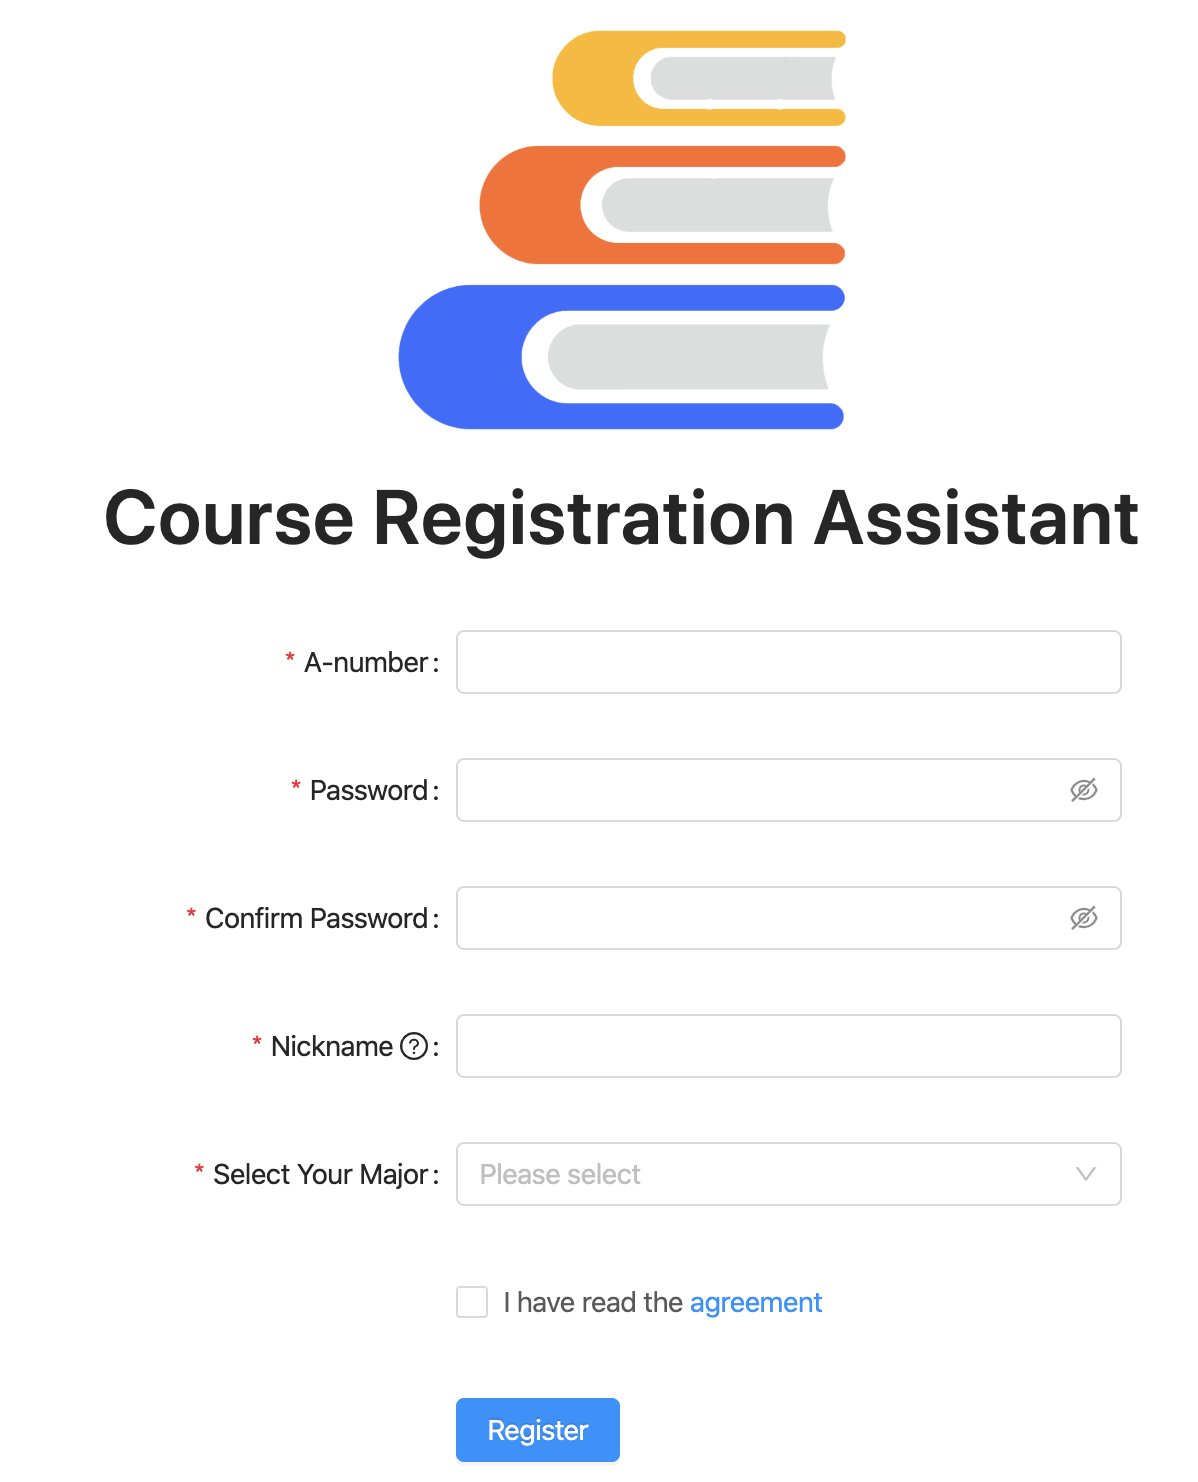 Course Registration Assistant
* A-number:
* Password:
* Confirm Password:
* Nickname ?:
* Select Your Major: Please select
I have read the agreement
Register